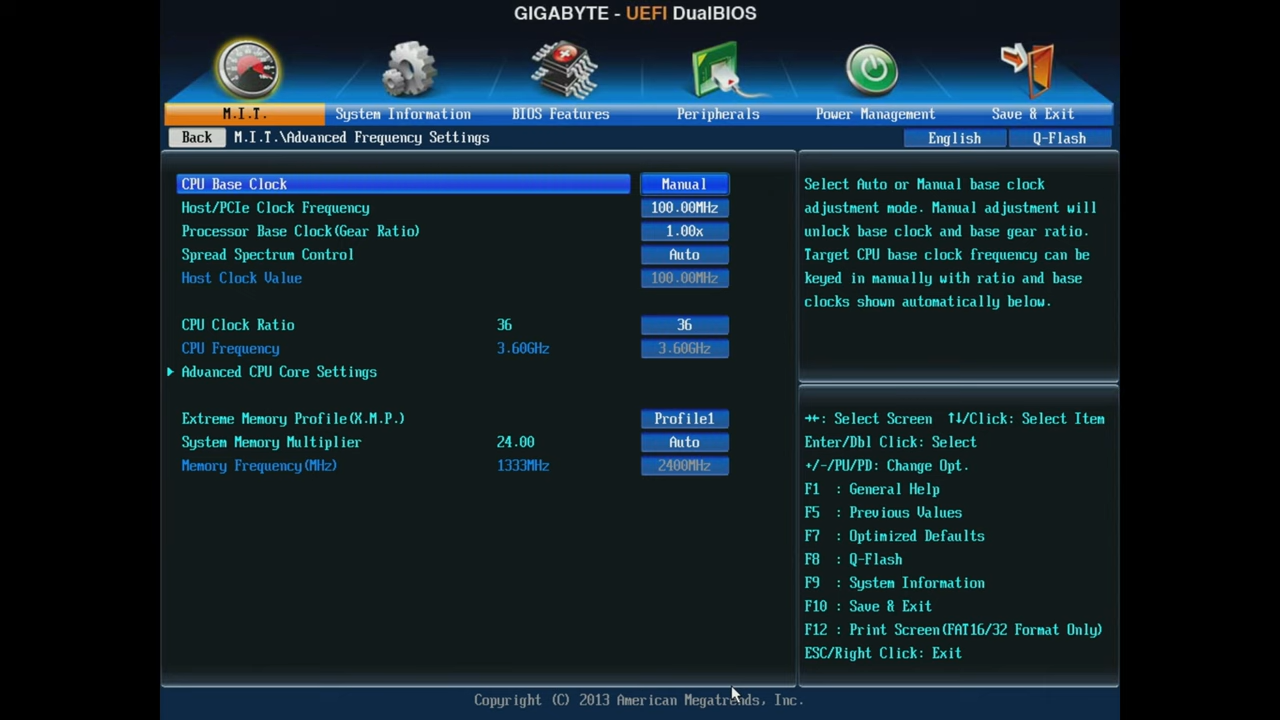 GIGABYTE - UEFI DualBIOS
M.I.T. System Information BIOS Features Peripherals Power Management Save & Exit
Back M.I.T.\Advanced Frequency Settings English Q-Flash
CPU Base Clock Manual
Host/PCIe Clock Frequency 100.00MHz
Processor Base Clock(Gear Ratio) 1.00x
Spread Spectrum Control Auto
Host Clock Value 100.00MHz
CPU Clock Ratio 36 36
CPU Frequency 3.60GHz 3.60GHz
Advanced CPU Core Settings
Extreme Memory Profile(X.M.P.) Profile1
System Memory Multiplier 24.00 Auto
Memory Frequency(MHz) 1333MHz 2400MHz
Select Auto or Manual base clock
adjustment mode. Manual adjustment will
unlock base clock and base gear ratio.
Target CPU base clock frequency can be
keyed in manually with ratio and base
clocks shown automatically below.
→←: Select Screen ↑↓/Click: Select Item
Enter/Dbl Click: Select
+/-/PU/PD: Change Opt.
F1 : General Help
F5 : Previous Values
F7 : Optimized Defaults
F8 : Q-Flash
F9 : System Information
F10 : Save & Exit
F12 : Print Screen(FAT16/32 Format Only)
ESC/Right Click: Exit
Copyright (C) 2013 American Megatrends, Inc.